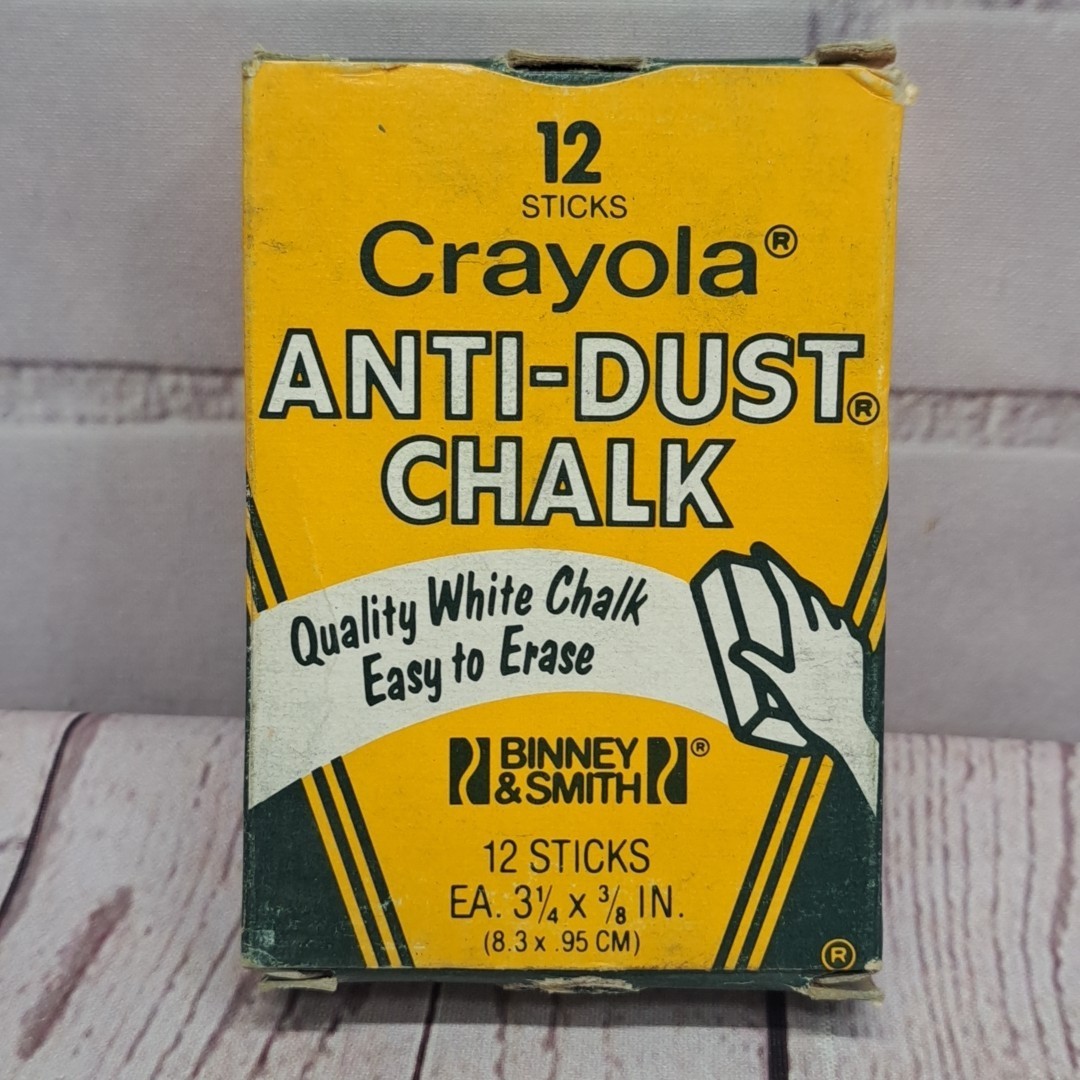 12
STICKS
Crayola®
ANTI-DUST®
CHALK
Quality White Chalk
Easy to Erase
BINNEY
& SMITH ®
12 STICKS
EA. 3¼ x ⅜ IN.
(8.3 x .95 CM)
®